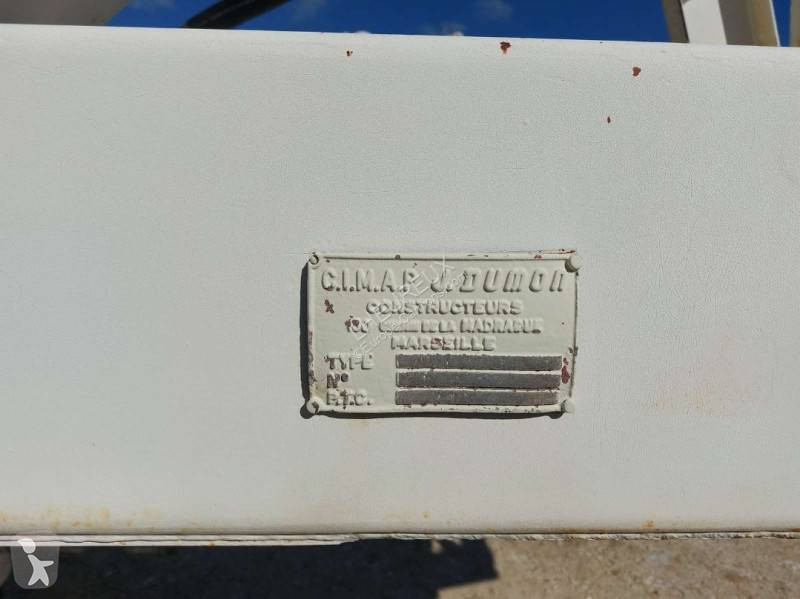 C.I.M.A.P. J. DUMON
CONSTRUCTEURS
DE LA MADRAGUE
MARSEILLE
TYPE
N°
P.T.C.